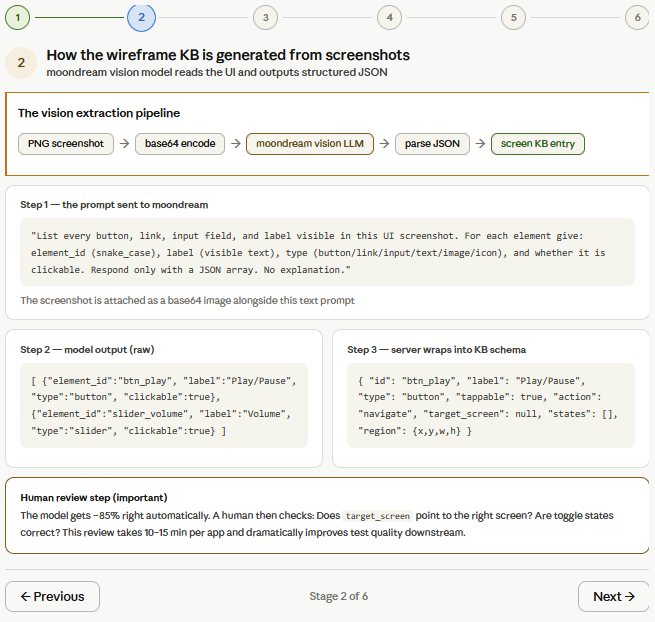 1 2 3 4 5 6
2
How the wireframe KB is generated from screenshots
moondream vision model reads the UI and outputs structured JSON
The vision extraction pipeline
PNG screenshot → base64 encode → moondream vision LLM → parse JSON → screen KB entry
Step 1 — the prompt sent to moondream
"List every button, link, input field, and label visible in this UI screenshot. For each element give:
element_id (snake_case), label (visible text), type (button/link/input/text/image/icon), and whether it is
clickable. Respond only with a JSON array. No explanation."
The screenshot is attached as a base64 image alongside this text prompt
Step 2 — model output (raw)
[ {"element_id":"btn_play", "label":"Play/Pause",
"type":"button", "clickable":true},
{"element_id":"slider_volume", "label":"Volume",
"type":"slider", "clickable":true} ]
Step 3 — server wraps into KB schema
{ "id": "btn_play", "label": "Play/Pause",
"type": "button", "tappable": true, "action":
"navigate", "target_screen": null, "states": [],
"region": {x,y,w,h} }
Human review step (important)
The model gets ~85% right automatically. A human then checks: Does target_screen point to the right screen? Are toggle states
correct? This review takes 10–15 min per app and dramatically improves test quality downstream.
← Previous
Stage 2 of 6
Next →